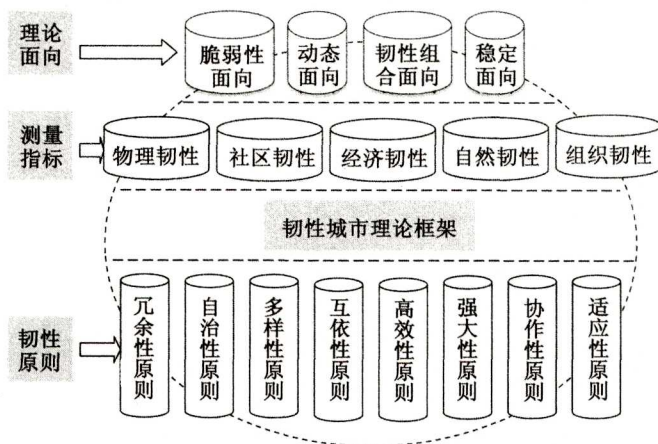 理论
面向
脆弱性
面向
动态
面向
韧性组
合面向
稳定
面向
测量
指标
物理韧性
社区韧性
经济韧性
自然韧性
组织韧性
韧性城市理论框架
韧性
原则
冗余性原则
自治性原则
多样性原则
互依性原则
高效性原则
强大性原则
协作性原则
适应性原则